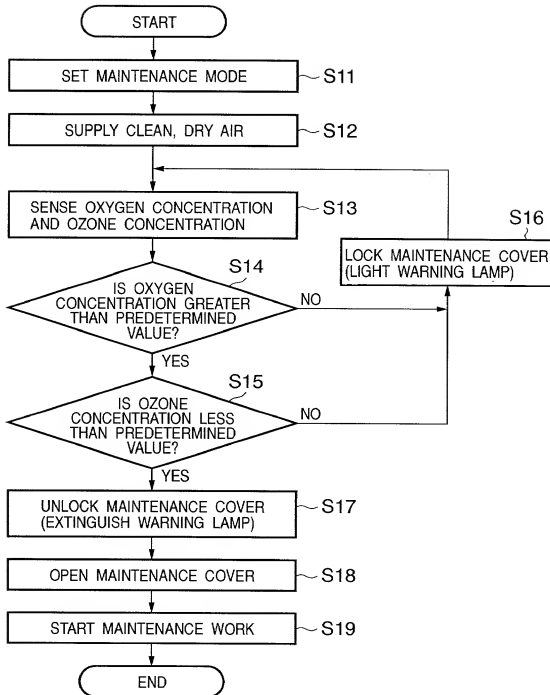 START
SET MAINTENANCE MODE
S11
SUPPLY CLEAN, DRY AIR
S12
SENSE OXYGEN CONCENTRATION
AND OZONE CONCENTRATION
S13
S16
LOCK MAINTENANCE COVER
(LIGHT WARNING LAMP)
S14
IS OXYGEN
CONCENTRATION GREATER
THAN PREDETERMINED
VALUE?
NO
YES
S15
IS OZONE
CONCENTRATION LESS
THAN PREDETERMINED
VALUE?
NO
YES
UNLOCK MAINTENANCE COVER
(EXTINGUISH WARNING LAMP)
S17
OPEN MAINTENANCE COVER
S18
START MAINTENANCE WORK
S19
END